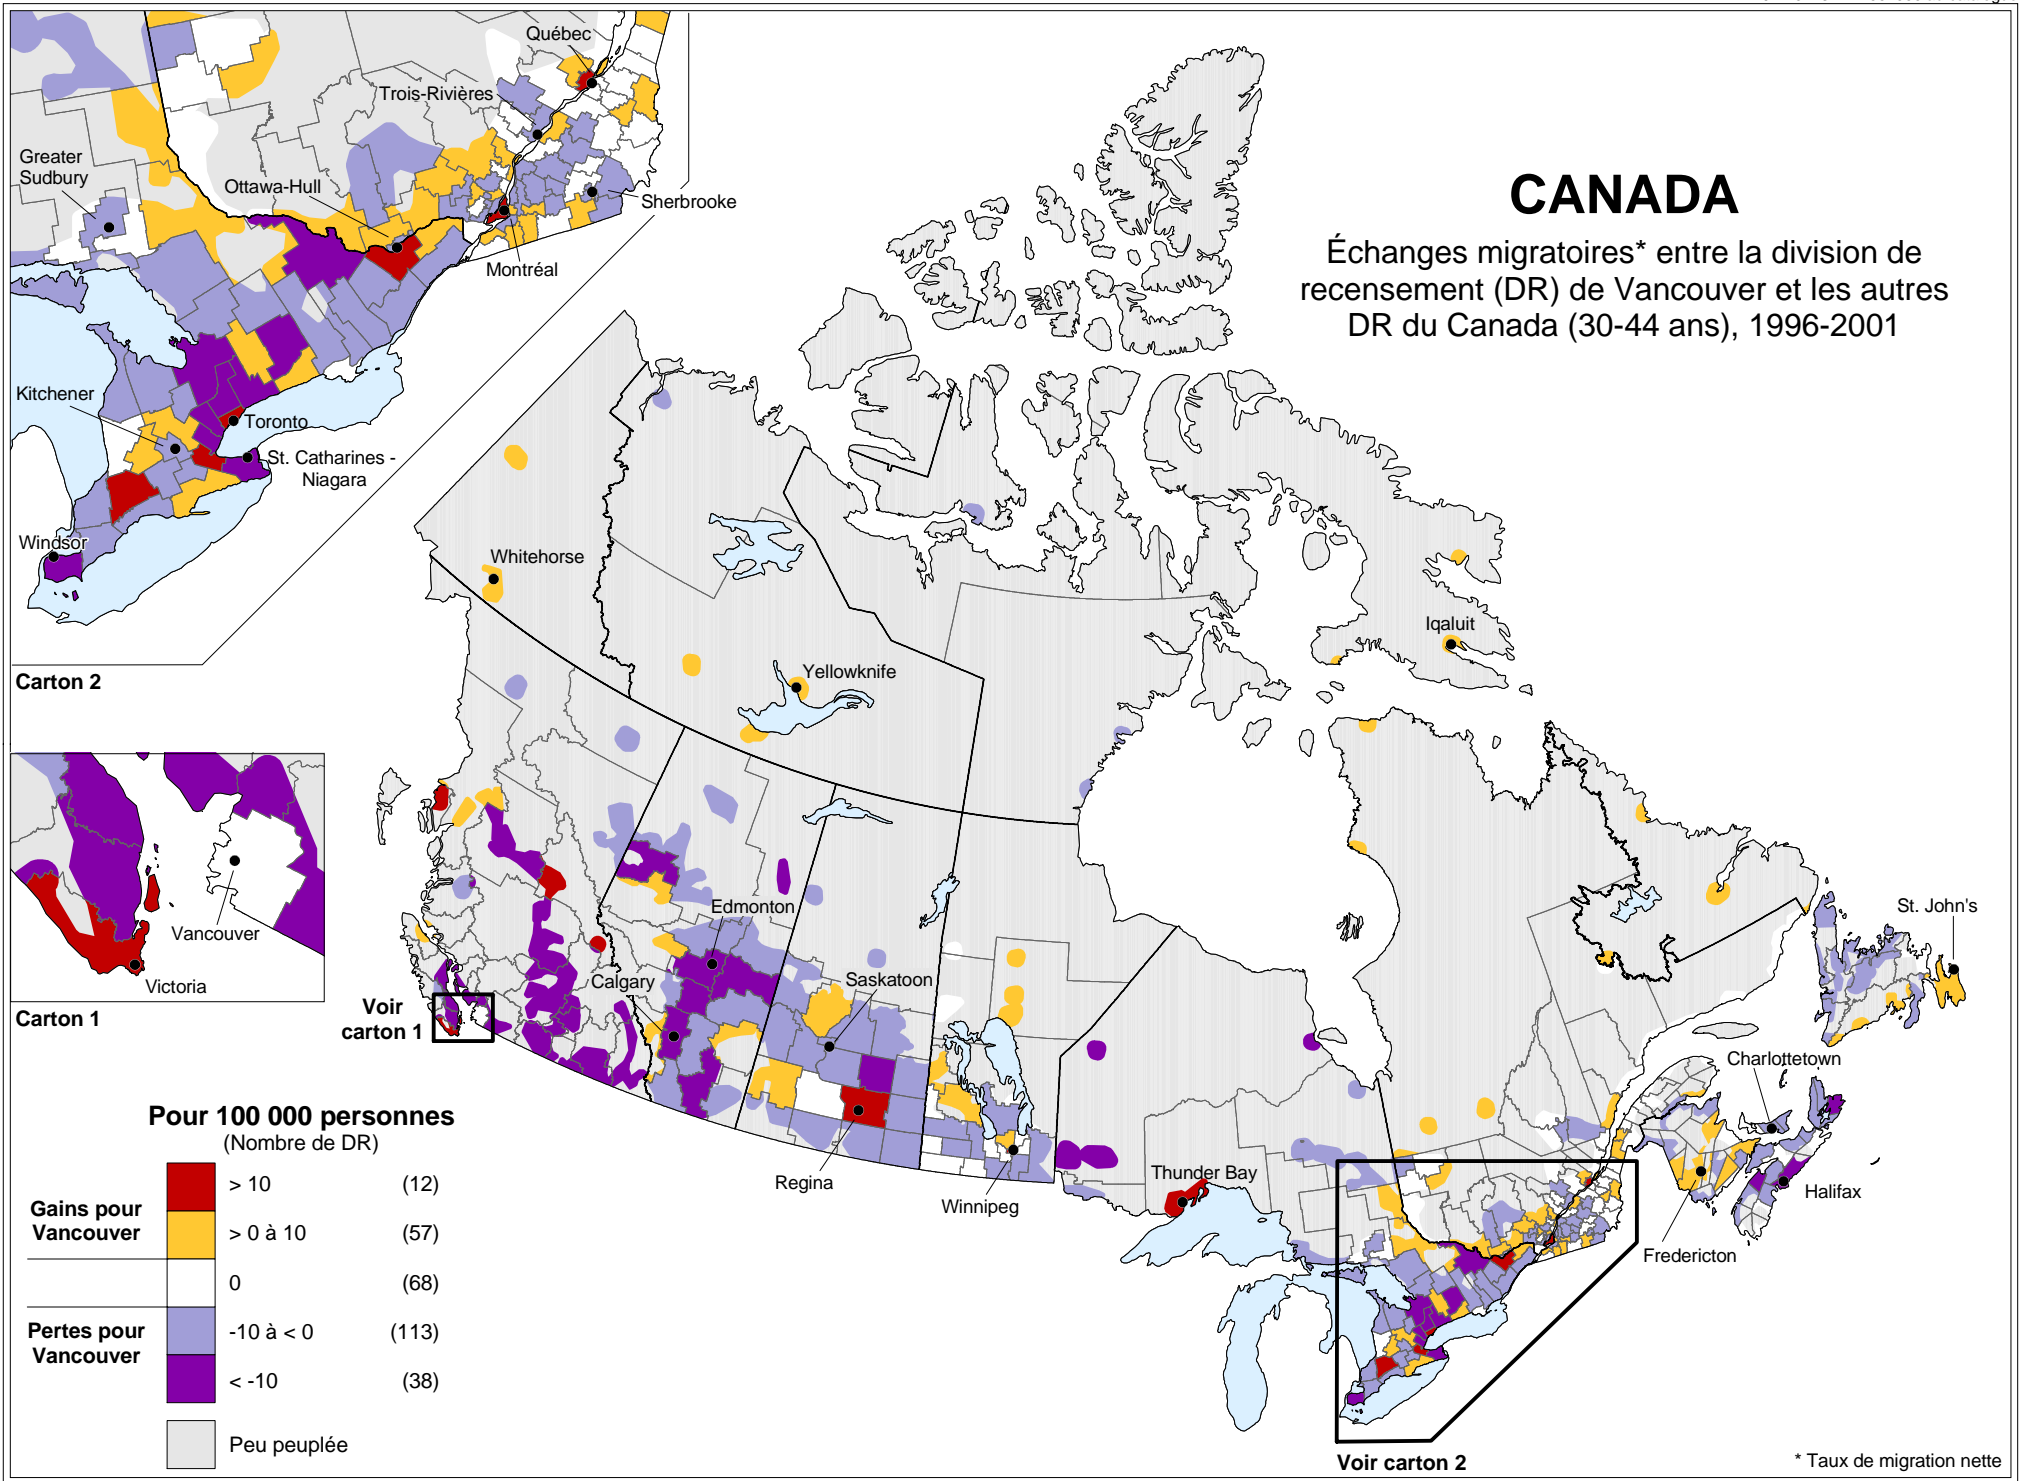 CANADA
Échanges migratoires* entre la division de
recensement (DR) de Vancouver et les autres
DR du Canada (30-44 ans), 1996-2001
Québec
Trois-Rivières
Greater
Sudbury
Ottawa-Hull
Sherbrooke
Montréal
Kitchener
Toronto
St. Catharines -
Niagara
Windsor
Carton 2
Vancouver
Victoria
Carton 1
Voir
carton 1
Whitehorse
Yellowknife
Iqaluit
Edmonton
Calgary
Saskatoon
Regina
Winnipeg
Thunder Bay
St. John's
Charlottetown
Halifax
Fredericton
Pour 100 000 personnes
(Nombre de DR)
Gains pour
Vancouver
> 10 (12)
> 0 à 10 (57)
0 (68)
Pertes pour
Vancouver
-10 à < 0 (113)
< -10 (38)
Peu peuplée
Voir carton 2
* Taux de migration nette